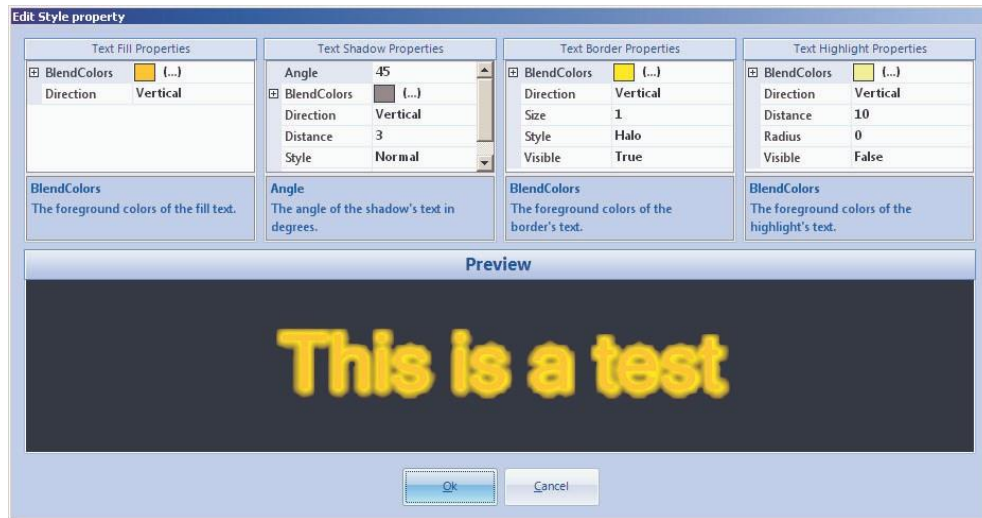 Edit Style property
Text Fill Properties
BlendColors (...)
Direction Vertical
BlendColors
The foreground colors of the fill text.
Text Shadow Properties
Angle 45
BlendColors (...)
Direction Vertical
Distance 3
Style Normal
Angle
The angle of the shadow's text in
degrees.
Text Border Properties
BlendColors (...)
Direction Vertical
Size 1
Style Halo
Visible True
BlendColors
The foreground colors of the
border's text.
Text Highlight Properties
BlendColors (...)
Direction Vertical
Distance 10
Radius 0
Visible False
BlendColors
The foreground colors of the
highlight's text.
Preview
This is a test
Ok
Cancel